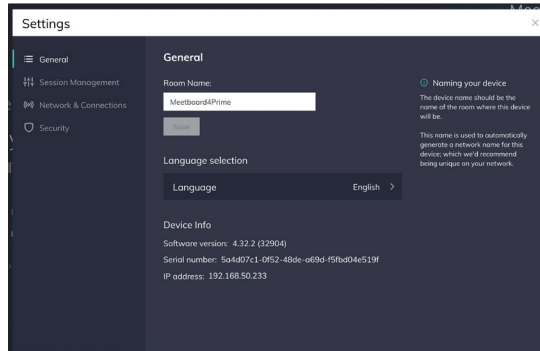 Settings
General
Session Management
Network & Connections
Security
General
Room Name:
Meetboard4Prime
Save
Language selection
Language English
Device Info
Software version: 4.32.2 (32904)
Serial number: 5a4d07c1-0f52-48de-a69d-f5fbd04e519f
IP address: 192.168.50.233
Naming your device
The device name should be the
name of the room where this device
will be.
This name is used to automatically
generate a network name for this
device; which we'd recommend
being unique on your network.